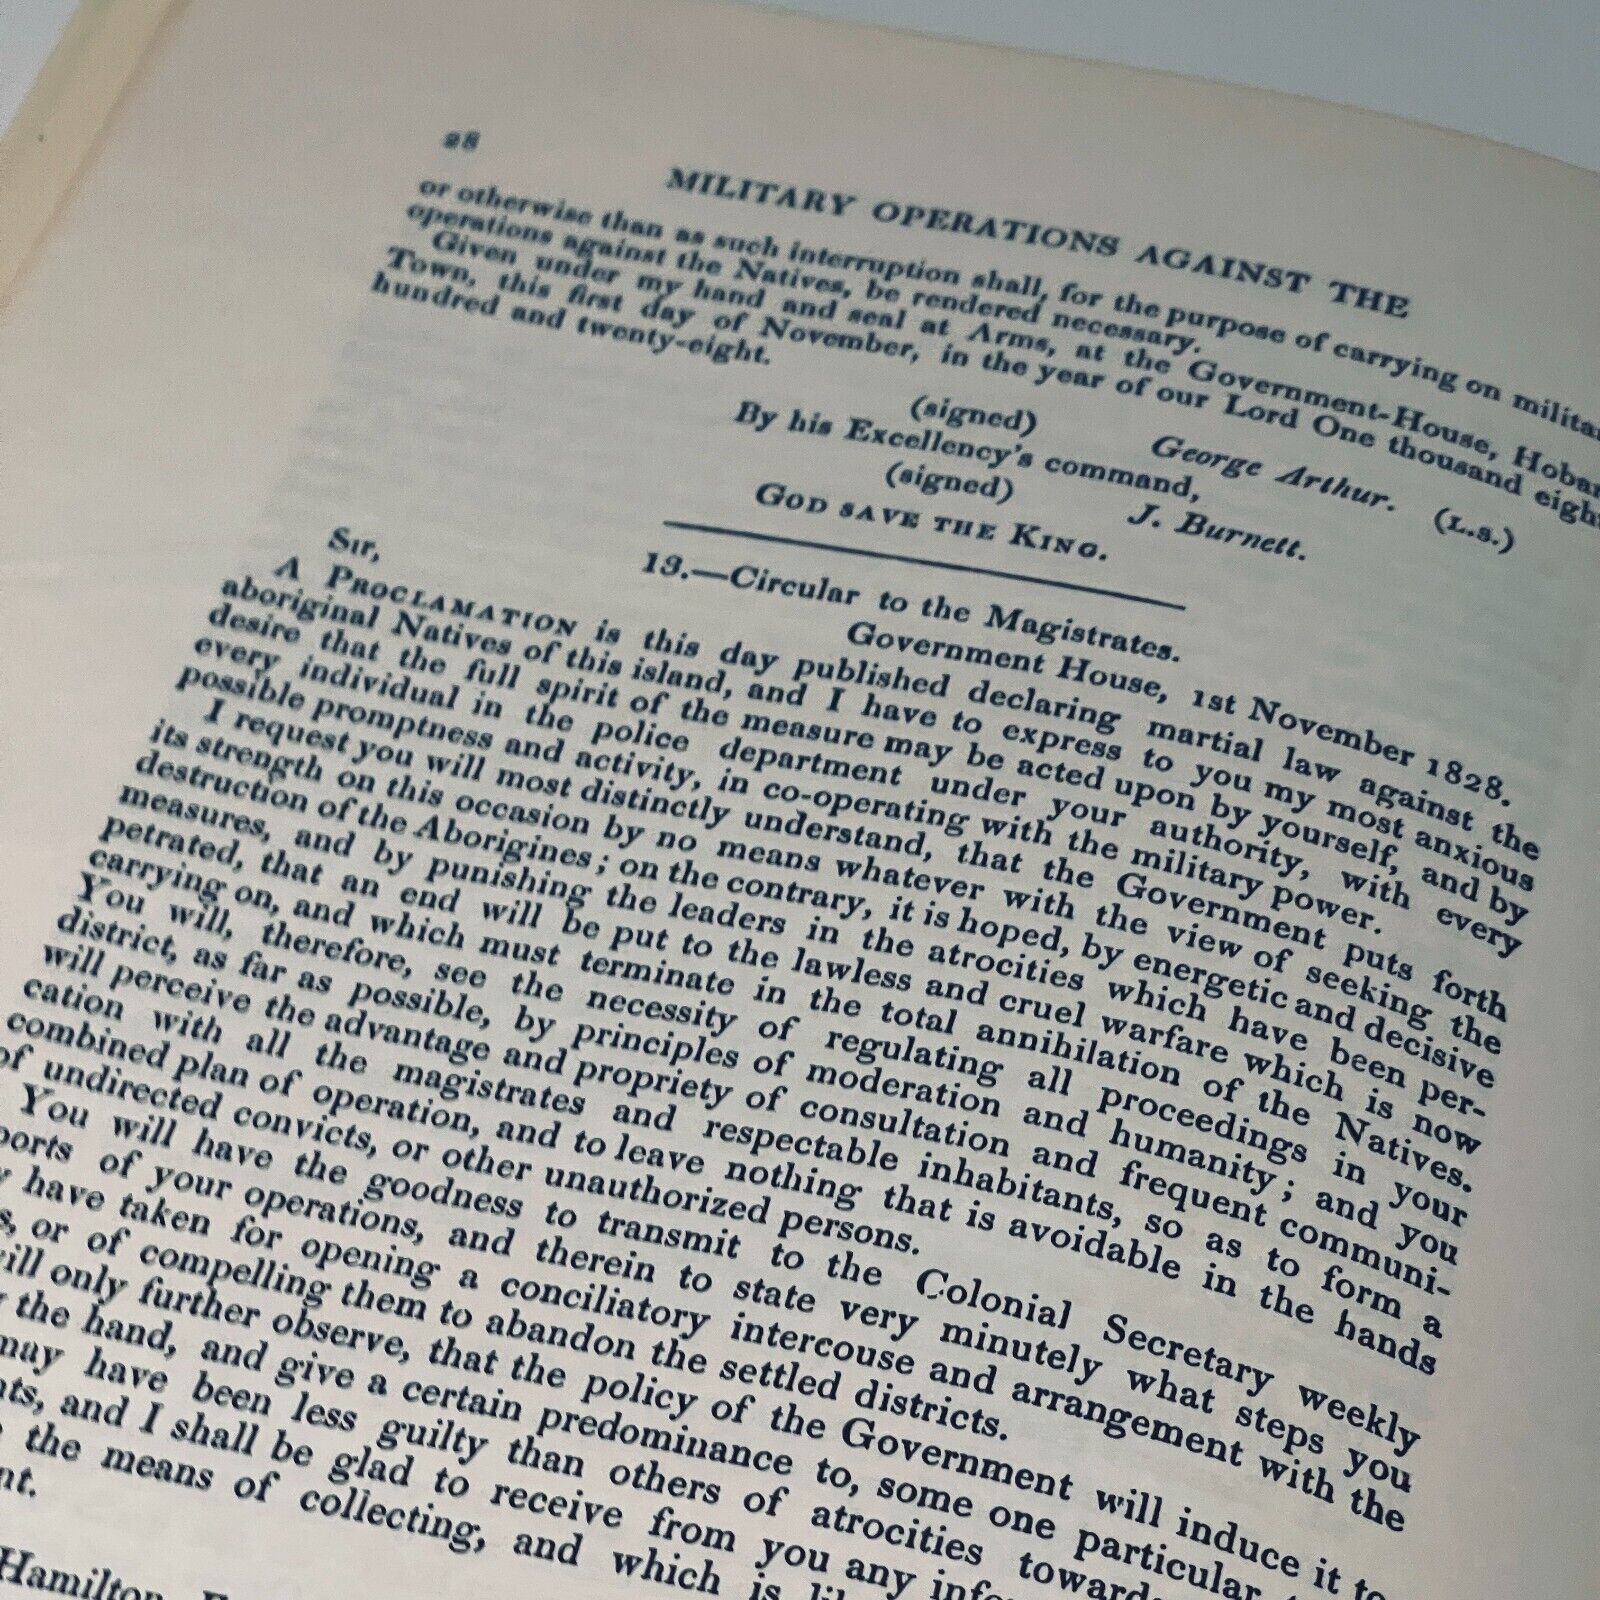 28
MILITARY OPERATIONS AGAINST THE
or otherwise than as such interruption shall, for the purpose of carrying on militar
operations against the Natives, be rendered necessary.
Given under my hand and seal at Arms, at the Government-House, Hobar
Town, this first day of November, in the year of our Lord One thousand eigh
hundred and twenty-eight.
(signed) George Arthur. (L.S.)
By his Excellency's command,
(signed) J. Burnett.
GOD SAVE THE KING.
13.—Circular to the Magistrates.
Sir,
Government House, 1st November 1828.
A PROCLAMATION is this day published declaring martial law against the
aboriginal Natives of this island, and I have to express to you my most anxious
desire that the full spirit of the measure may be acted upon by yourself, and by
every individual in the police department under your authority, with every
possible promptness and activity, in co-operating with the military power.
I request you will most distinctly understand, that the Government puts forth
its strength on this occasion by no means whatever with the view of seeking the
destruction of the Aborigines; on the contrary, it is hoped, by energetic and decisive
measures, and by punishing the leaders in the atrocities which have been per-
petrated, that an end will be put to the lawless and cruel warfare which is now
carrying on, and which must terminate in the total annihilation of the Natives.
You will, therefore, see the necessity of regulating all proceedings in your
district, as far as possible, by principles of moderation and humanity; and you
will perceive the advantage and propriety of consultation and frequent communi-
cation with all the magistrates and respectable inhabitants, so as to form a
combined plan of operation, and to leave nothing that is avoidable in the hands
of undirected convicts, or other unauthorized persons.
You will have the goodness to transmit to the Colonial Secretary weekly
ports of your operations, and therein to state very minutely what steps you
y have taken for opening a conciliatory intercouse and arrangement with the
s, or of compelling them to abandon the settled districts.
ill only further observe, that the policy of the Government will induce it to
the hand, and give a certain predominance to, some one particular
may have been less guilty than others of atrocities toward
nts, and I shall be glad to receive from you any info
the means of collecting, and which is li
nt.
Hamilton